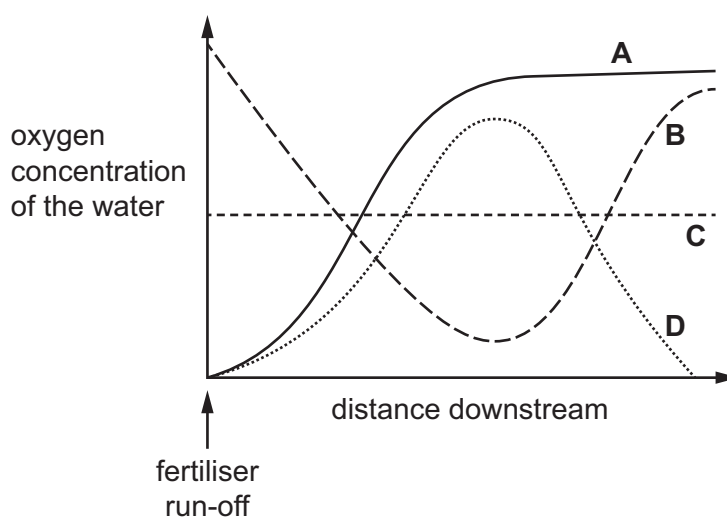 A
oxygen
concentration
of the water
B
C
D
distance downstream
fertiliser
run-off